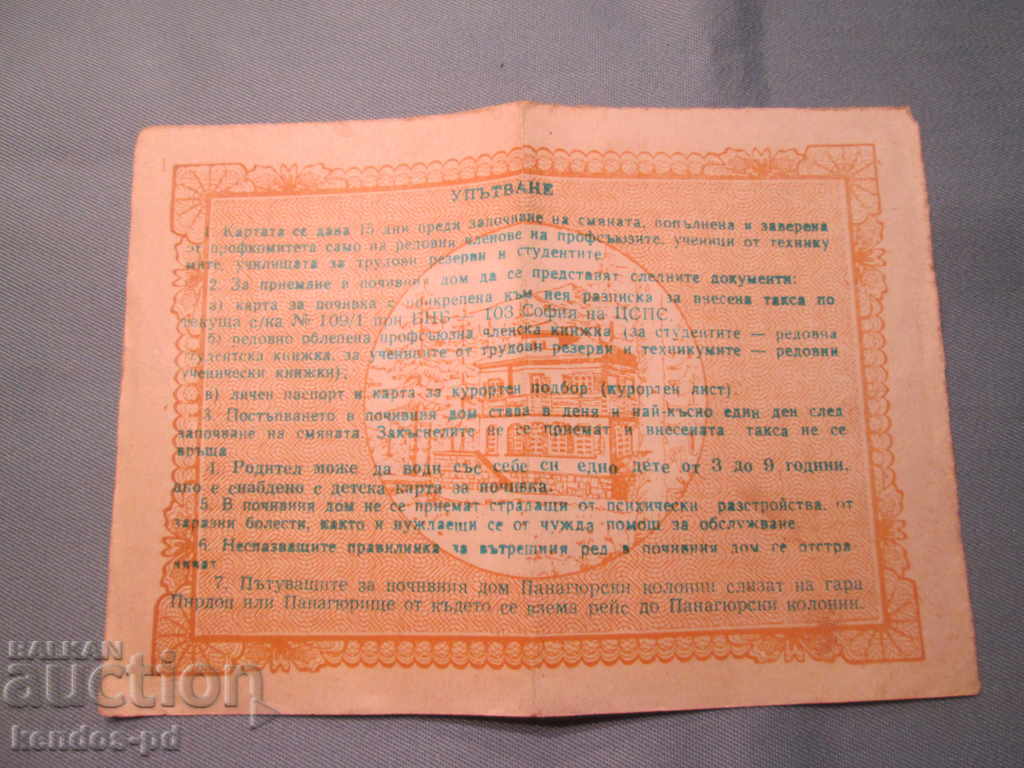 УПЪТВАНЕ
1. Картата се дава 15 дни преди започване на смяната, попълнена и заверена
от профкомитета само на редовни членове на профсъюзите, ученици от технику
мите, училищата за трудови резерви и студентите
2. За приемане в почивния дом да се представят следните документи:
а) карта за почивка с прикрепена към нея разписка за внесена такса по
текуща с/ка № 109/1 при БНБ 103 София на ЦСПС.
б) редовно облепена профсъюзна членска книжка (за студентите — редовна
студентска книжка, за учениците от трудови резерви и техникумите — редовни
ученически книжки);
в) личен паспорт и карта за курортен подбор (курортен лист).
3. Постъпването в почивния дом става в деня и най-късно един ден след
започване на смяната. Закъснелите не се приемат и внесената такса не се
връща
4. Родител може да води със себе си едно дете от 3 до 9 години,
ако е снабдено с детска карта за почивка.
5. В почивния дом не се приемат страдащи от психически разстройства, от
заразни болести, както и нуждаещи се от чужда помощ за обслужване
6. Неспазващите правилника за вътрешния ред в почивния дом се отстра
няват
7. Пътуващите за почивния дом Панагюрски колонии слизат на гара
Пирдоп или Панагюрище от където се взема рейс до Панагюрски колонии.
BALKAN
auction
kendos-pd